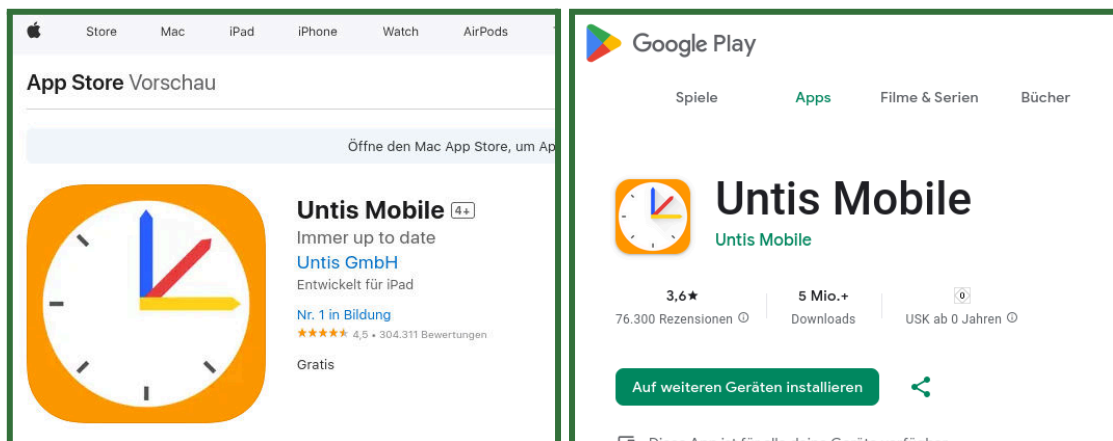 Store Mac iPad iPhone Watch AirPods
App Store Vorschau
Öffne den Mac App Store, um Ap
Untis Mobile 4+
Immer up to date
Untis GmbH
Entwickelt für iPad
Nr. 1 in Bildung
4,5 • 304.311 Bewertungen
Gratis
Google Play
Spiele Apps Filme & Serien Bücher
Untis Mobile
Untis Mobile
3,6★ 5 Mio.+ 0
76.300 Rezensionen Downloads USK ab 0 Jahren
Auf weiteren Geräten installieren